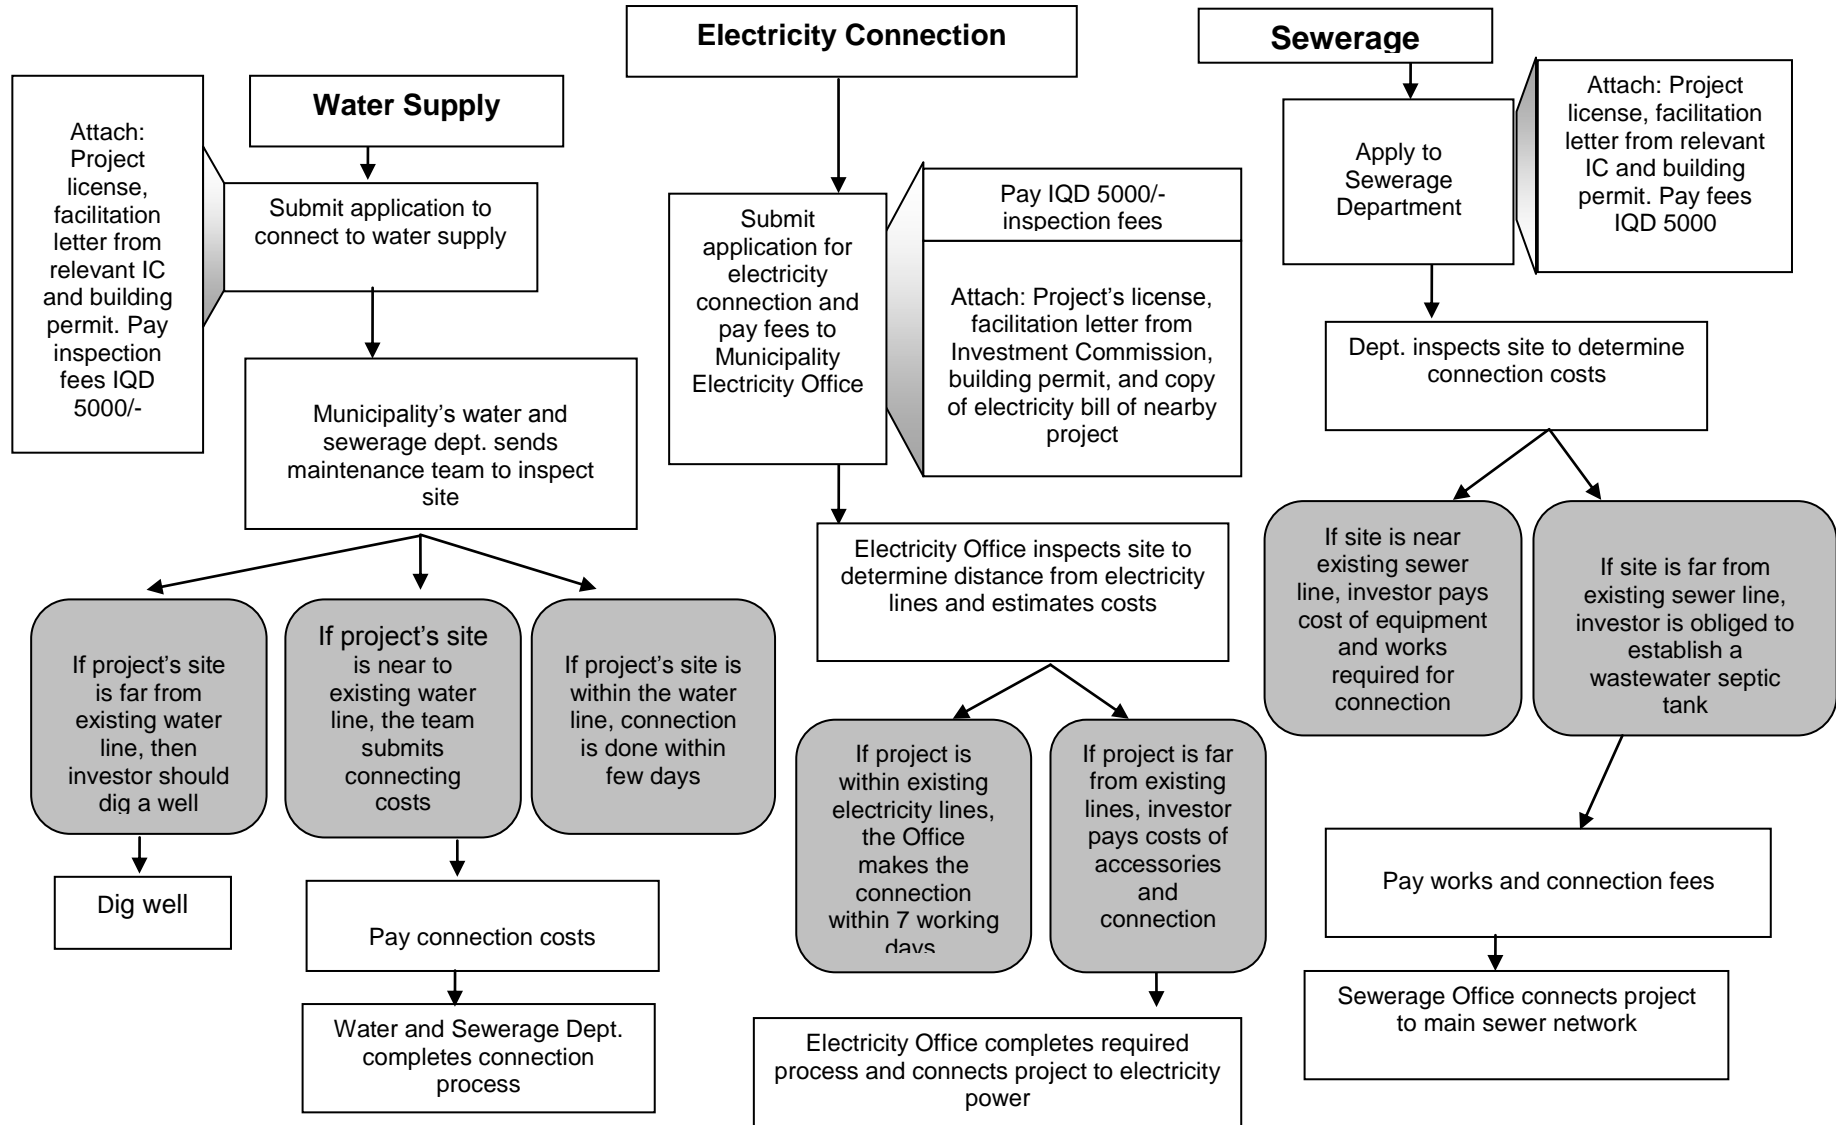 Water Supply
Attach:
Project
license,
facilitation
letter from
relevant IC
and building
permit. Pay
inspection
fees IQD
5000/-
Submit application to
connect to water supply
Municipality’s water and
sewerage dept. sends
maintenance team to inspect
site
If project’s site
is far from
existing water
line, then
investor should
dig a well
If project’s site
is near to
existing water
line, the team
submits
connecting
costs
If project’s site is
within the water
line, connection
is done within
few days
Dig well
Pay connection costs
Water and Sewerage Dept.
completes connection
process
Electricity Connection
Submit
application for
electricity
connection and
pay fees to
Municipality
Electricity Office
Pay IQD 5000/-
inspection fees
Attach: Project’s license,
facilitation letter from
Investment Commission,
building permit, and copy
of electricity bill of nearby
project
Electricity Office inspects site to
determine distance from electricity
lines and estimates costs
If project is
within existing
electricity lines,
the Office
makes the
connection
within 7 working
days
If project is far
from existing
lines, investor
pays costs of
accessories
and
connection
Electricity Office completes required
process and connects project to electricity
power
Sewerage
Apply to
Sewerage
Department
Attach: Project
license, facilitation
letter from relevant
IC and building
permit. Pay fees
IQD 5000
Dept. inspects site to determine
connection costs
If site is near
existing sewer
line, investor pays
cost of equipment
and works
required for
connection
If site is far from
existing sewer line,
investor is obliged to
establish a
wastewater septic
tank
Pay works and connection fees
Sewerage Office connects project
to main sewer network